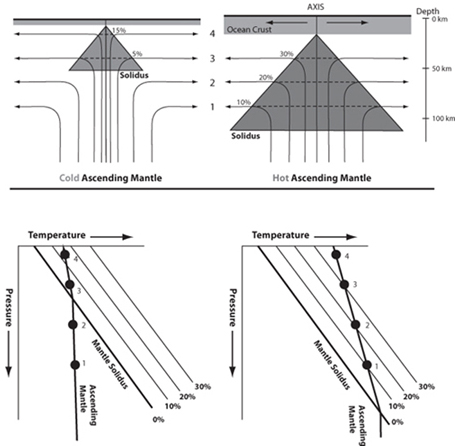 AXIS
Depth
0 km
Ocean Crust
15%
4
5%
3
30%
50 km
Solidus
2
20%
1
10%
100 km
Solidus
Cold Ascending Mantle
Hot Ascending Mantle
Temperature
Pressure
4
3
2
1
Mantle Solidus
Ascending
Mantle
30%
20%
10%
0%
Temperature
Pressure
4
3
2
1
Mantle Solidus
Ascending
Mantle
30%
20%
10%
0%